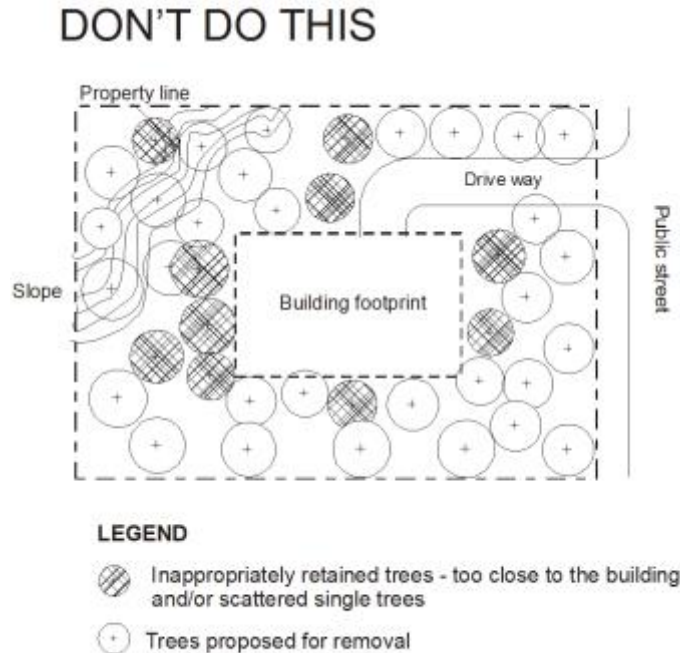 DON'T DO THIS
Property line
Drive way
Public street
Slope
Building footprint
LEGEND
Inappropriately retained trees - too close to the building
and/or scattered single trees
Trees proposed for removal